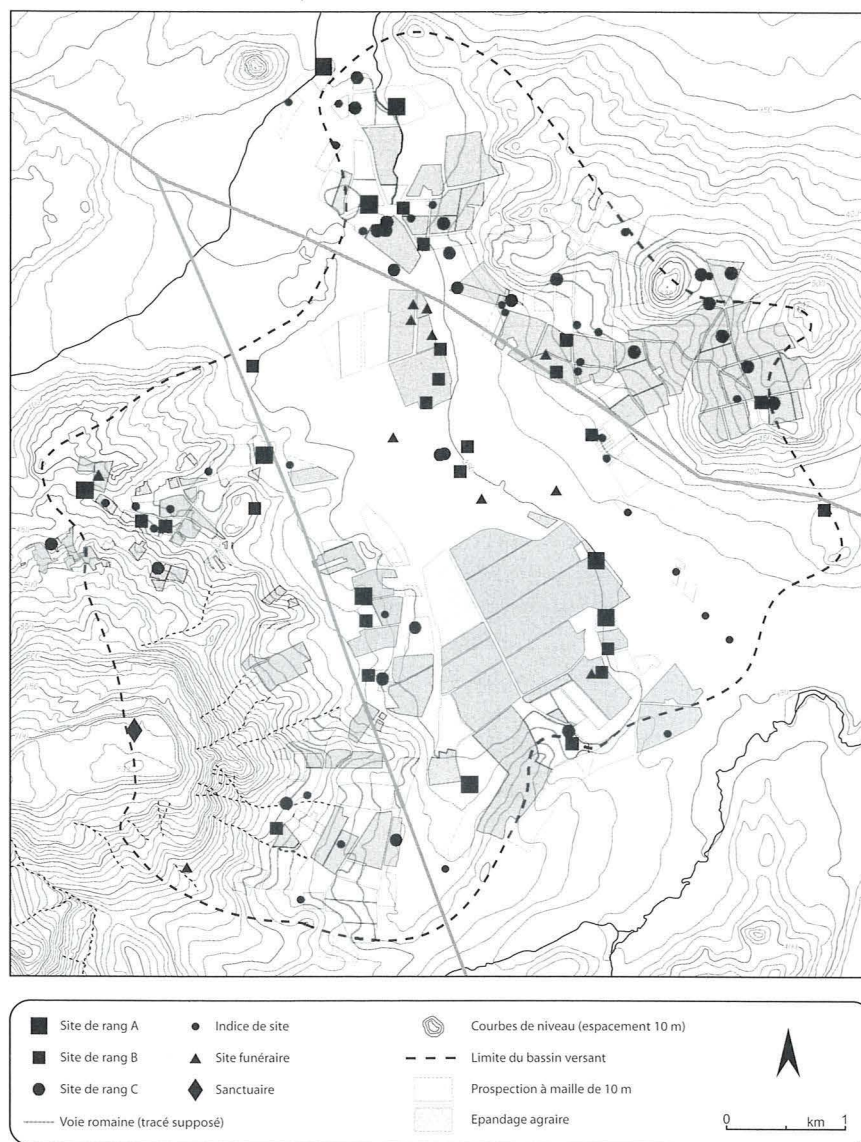 Site de rang A
Site de rang B
Site de rang C
Voie romaine (tracé supposé)
Indice de site
Site funéraire
Sanctuaire
Courbes de niveau (espacement 10 m)
Limite du bassin versant
Prospection à maille de 10 m
Epandage agraire
0 km 1